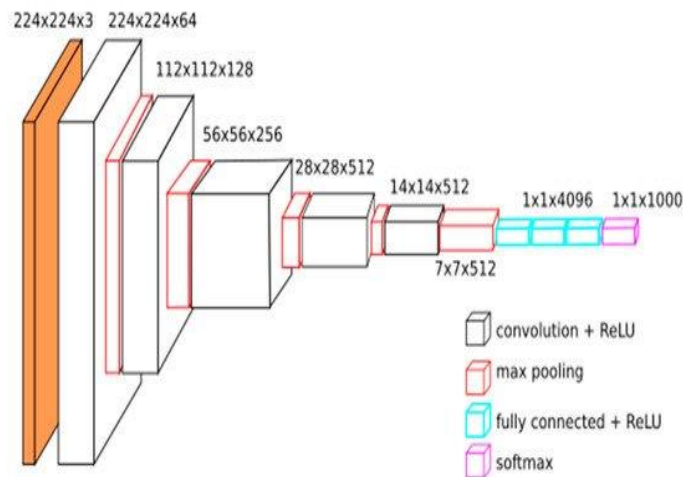 224x224x3
224x224x64
112x112x128
56x56x256
28x28x512
14x14x512
1x1x4096
1x1x1000
7x7x512
convolution + ReLU
max pooling
fully connected + ReLU
softmax